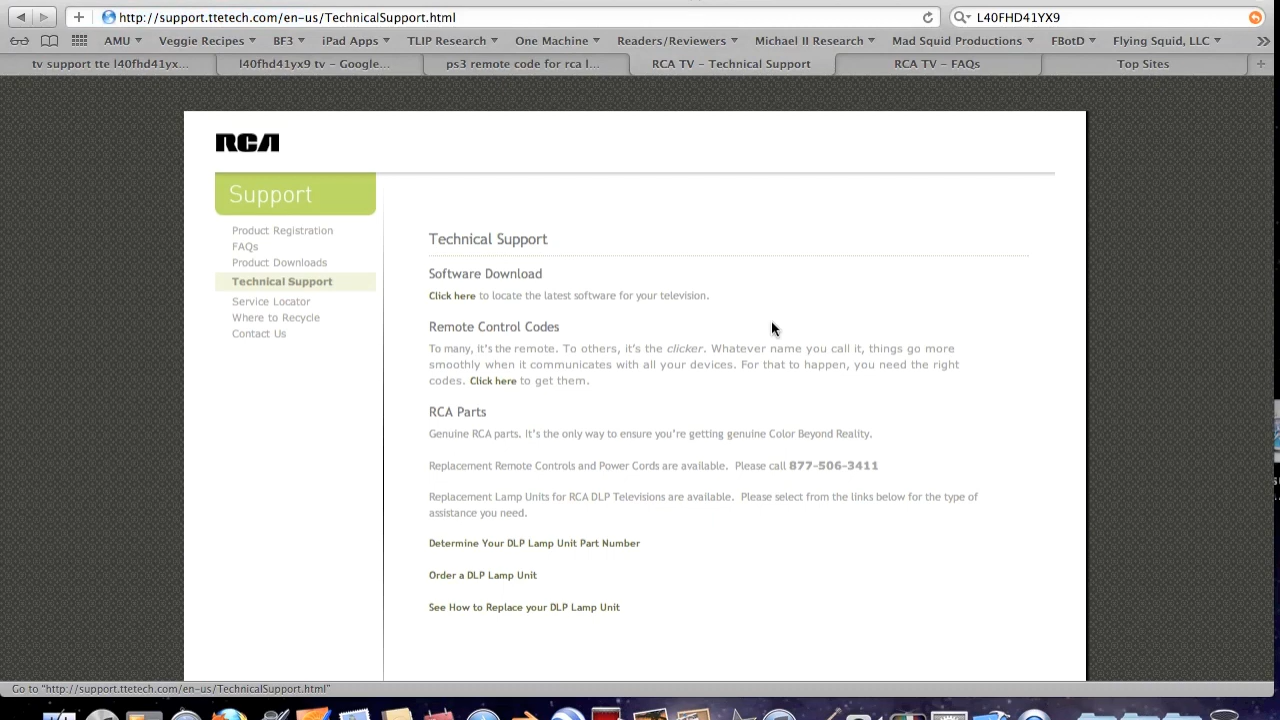 http://support.ttetech.com/en-us/TechnicalSupport.html
L40FHD41YX9
AMU Veggie Recipes BF3 iPad Apps TLIP Research One Machine Readers/Reviewers Michael II Research Mad Squid Productions FBotD Flying Squid, LLC
tv support tte l40fhd41yx... l40fhd41yx9 tv – Google... ps3 remote code for rca l... RCA TV – Technical Support RCA TV – FAQs Top Sites
RCA
Support
Product Registration
FAQs
Product Downloads
Technical Support
Service Locator
Where to Recycle
Contact Us
Technical Support
Software Download
Click here to locate the latest software for your television.
Remote Control Codes
To many, it's the remote. To others, it's the clicker. Whatever name you call it, things go more
smoothly when it communicates with all your devices. For that to happen, you need the right
codes. Click here to get them.
RCA Parts
Genuine RCA parts. It's the only way to ensure you're getting genuine Color Beyond Reality.
Replacement Remote Controls and Power Cords are available. Please call 877-506-3411
Replacement Lamp Units for RCA DLP Televisions are available. Please select from the links below for the type of
assistance you need.
Determine Your DLP Lamp Unit Part Number
Order a DLP Lamp Unit
See How to Replace your DLP Lamp Unit
Go to "http://support.ttetech.com/en-us/TechnicalSupport.html"